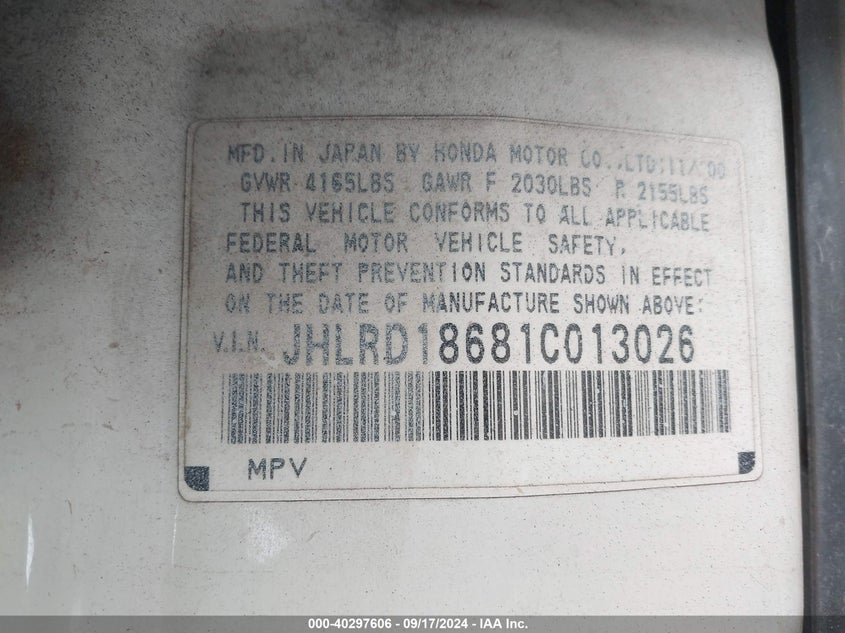 MFD. IN JAPAN BY HONDA MOTOR CO., LTD. 11/'00
GVWR 4165LBS GAWR F 2030LBS R 2155LBS
THIS VEHICLE CONFORMS TO ALL APPLICABLE
FEDERAL MOTOR VEHICLE SAFETY,
AND THEFT PREVENTION STANDARDS IN EFFECT
ON THE DATE OF MANUFACTURE SHOWN ABOVE:
V.I.N. JHLRD18681C013026
MPV
000-40297606 - 09/17/2024 - IAA Inc.